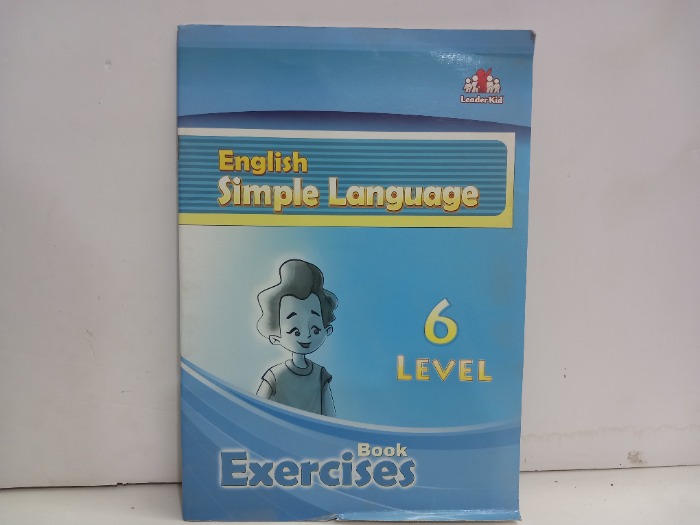 Leader Kid
English
Simple Language
6
LEVEL
Book
Exercises